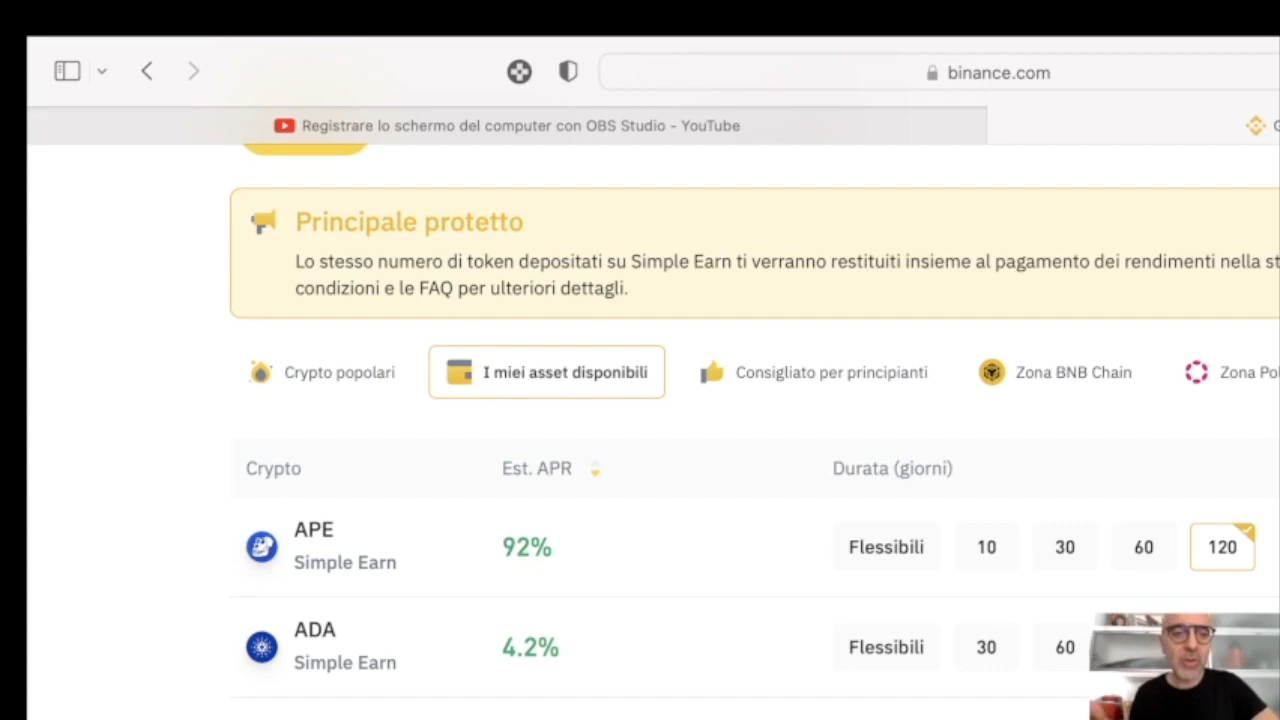 binance.com
Registrare lo schermo del computer con OBS Studio - YouTube
Principale protetto
Lo stesso numero di token depositati su Simple Earn ti verranno restituiti insieme al pagamento dei rendimenti nella st
condizioni e le FAQ per ulteriori dettagli.
Crypto popolari I miei asset disponibili Consigliato per principianti Zona BNB Chain Zona Pol
Crypto Est. APR Durata (giorni)
APE
Simple Earn
92% Flessibili 10 30 60 120
ADA
Simple Earn
4.2% Flessibili 30 60